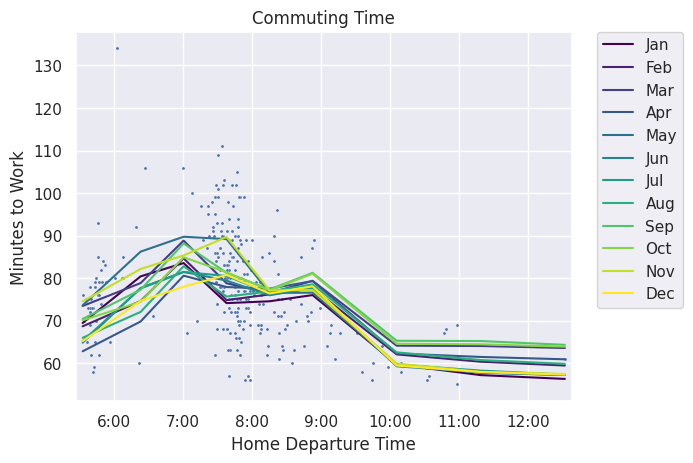 Commuting Time
Minutes to Work
130
120
110
100
90
80
70
60
6:00 7:00 8:00 9:00 10:00 11:00 12:00
Home Departure Time
Jan
Feb
Mar
Apr
May
Jun
Jul
Aug
Sep
Oct
Nov
Dec